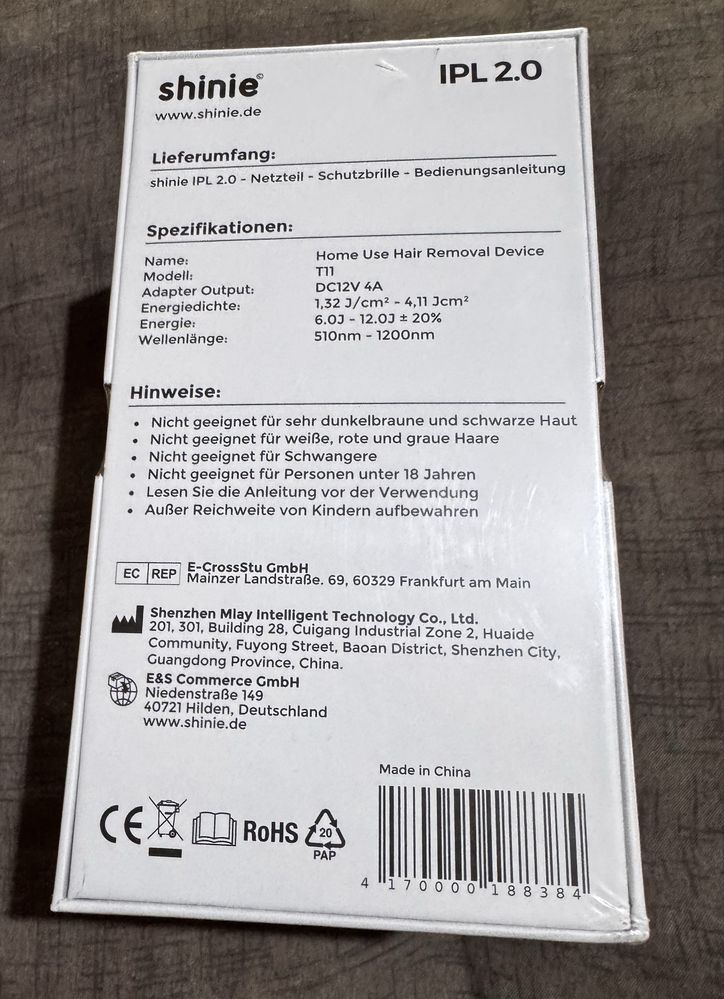 shinie©
IPL 2.0
www.shinie.de
Lieferumfang:
shinie IPL 2.0 - Netzteil - Schutzbrille - Bedienungsanleitung
Spezifikationen:
Name: Home Use Hair Removal Device
Modell: T11
Adapter Output: DC12V 4A
Energiedichte: 1,32 J/cm² - 4,11 Jcm²
Energie: 6.0J - 12.0J ± 20%
Wellenlänge: 510nm - 1200nm
Hinweise:
• Nicht geeignet für sehr dunkelbraune und schwarze Haut
• Nicht geeignet für weiße, rote und graue Haare
• Nicht geeignet für Schwangere
• Nicht geeignet für Personen unter 18 Jahren
• Lesen Sie die Anleitung vor der Verwendung
• Außer Reichweite von Kindern aufbewahren
EC REP E-CrossStu GmbH
Mainzer Landstraße. 69, 60329 Frankfurt am Main
Shenzhen Mlay Intelligent Technology Co., Ltd.
201, 301, Building 28, Cuigang Industrial Zone 2, Huaide
Community, Fuyong Street, Baoan District, Shenzhen City,
Guangdong Province, China.
E&S Commerce GmbH
Niedenstraße 149
40721 Hilden, Deutschland
www.shinie.de
Made in China
CE RoHS 20
PAP
4 170000 188384